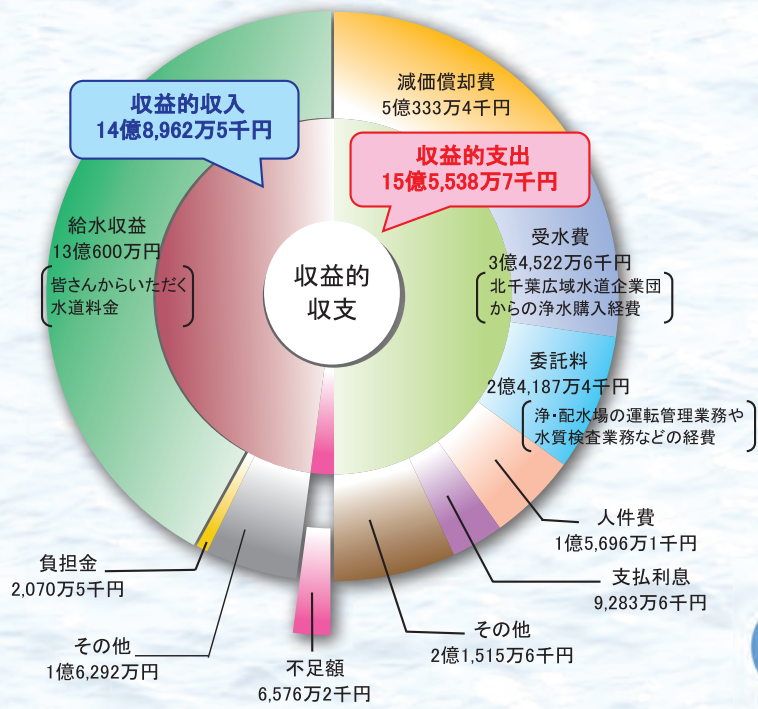 収益的収入
14億8,962万5千円
減価償却費
5億333万4千円
収益的支出
15億5,538万7千円
給水収益
13億600万円
皆さんからいただく
水道料金
収益的
収支
受水費
3億4,522万6千円
北千葉広域水道企業団
からの浄水購入経費
委託料
2億4,187万4千円
浄・配水場の運転管理業務や
水質検査業務などの経費
人件費
1億5,696万1千円
支払利息
9,283万6千円
その他
2億1,515万6千円
不足額
6,576万2千円
その他
1億6,292万円
負担金
2,070万5千円